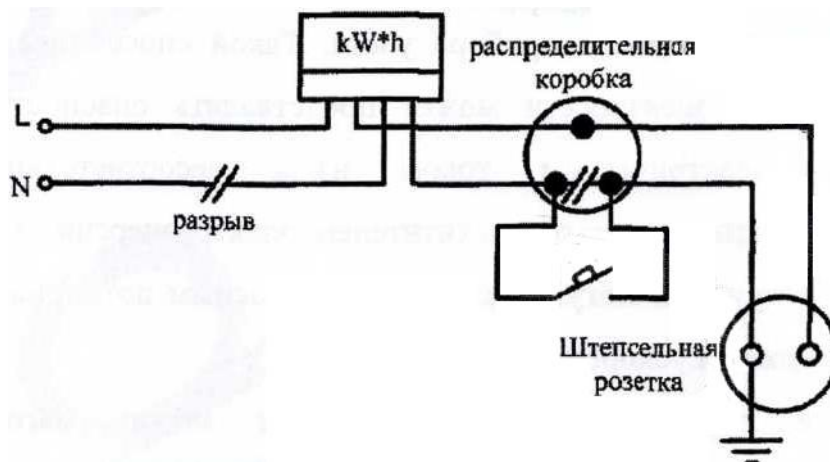 kW*h
распределительная
коробка
L
N
разрыв
Штепсельная
розетка